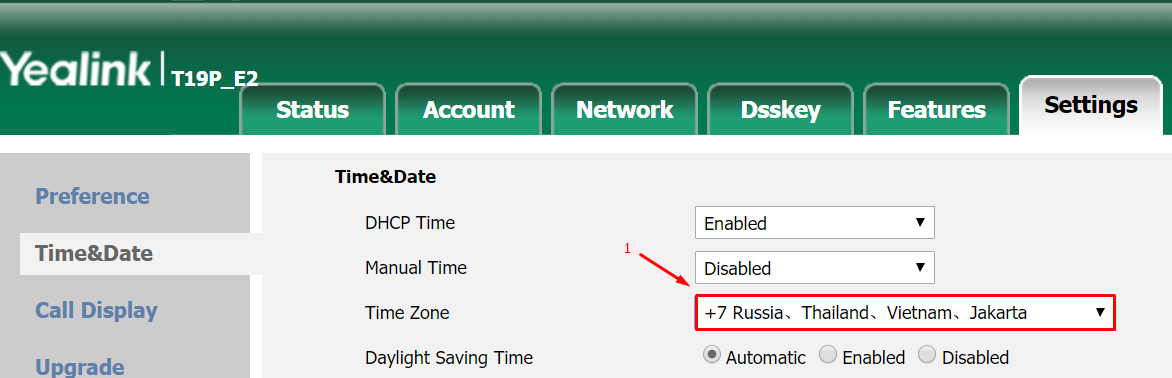 Yealink T19P_E2
Status Account Network Dsskey Features Settings
Time&Date
Preference
DHCP Time Enabled
Time&Date
1
Manual Time Disabled
Call Display
Time Zone +7 Russia、Thailand、Vietnam、Jakarta
Daylight Saving Time Automatic Enabled Disabled
Upgrade